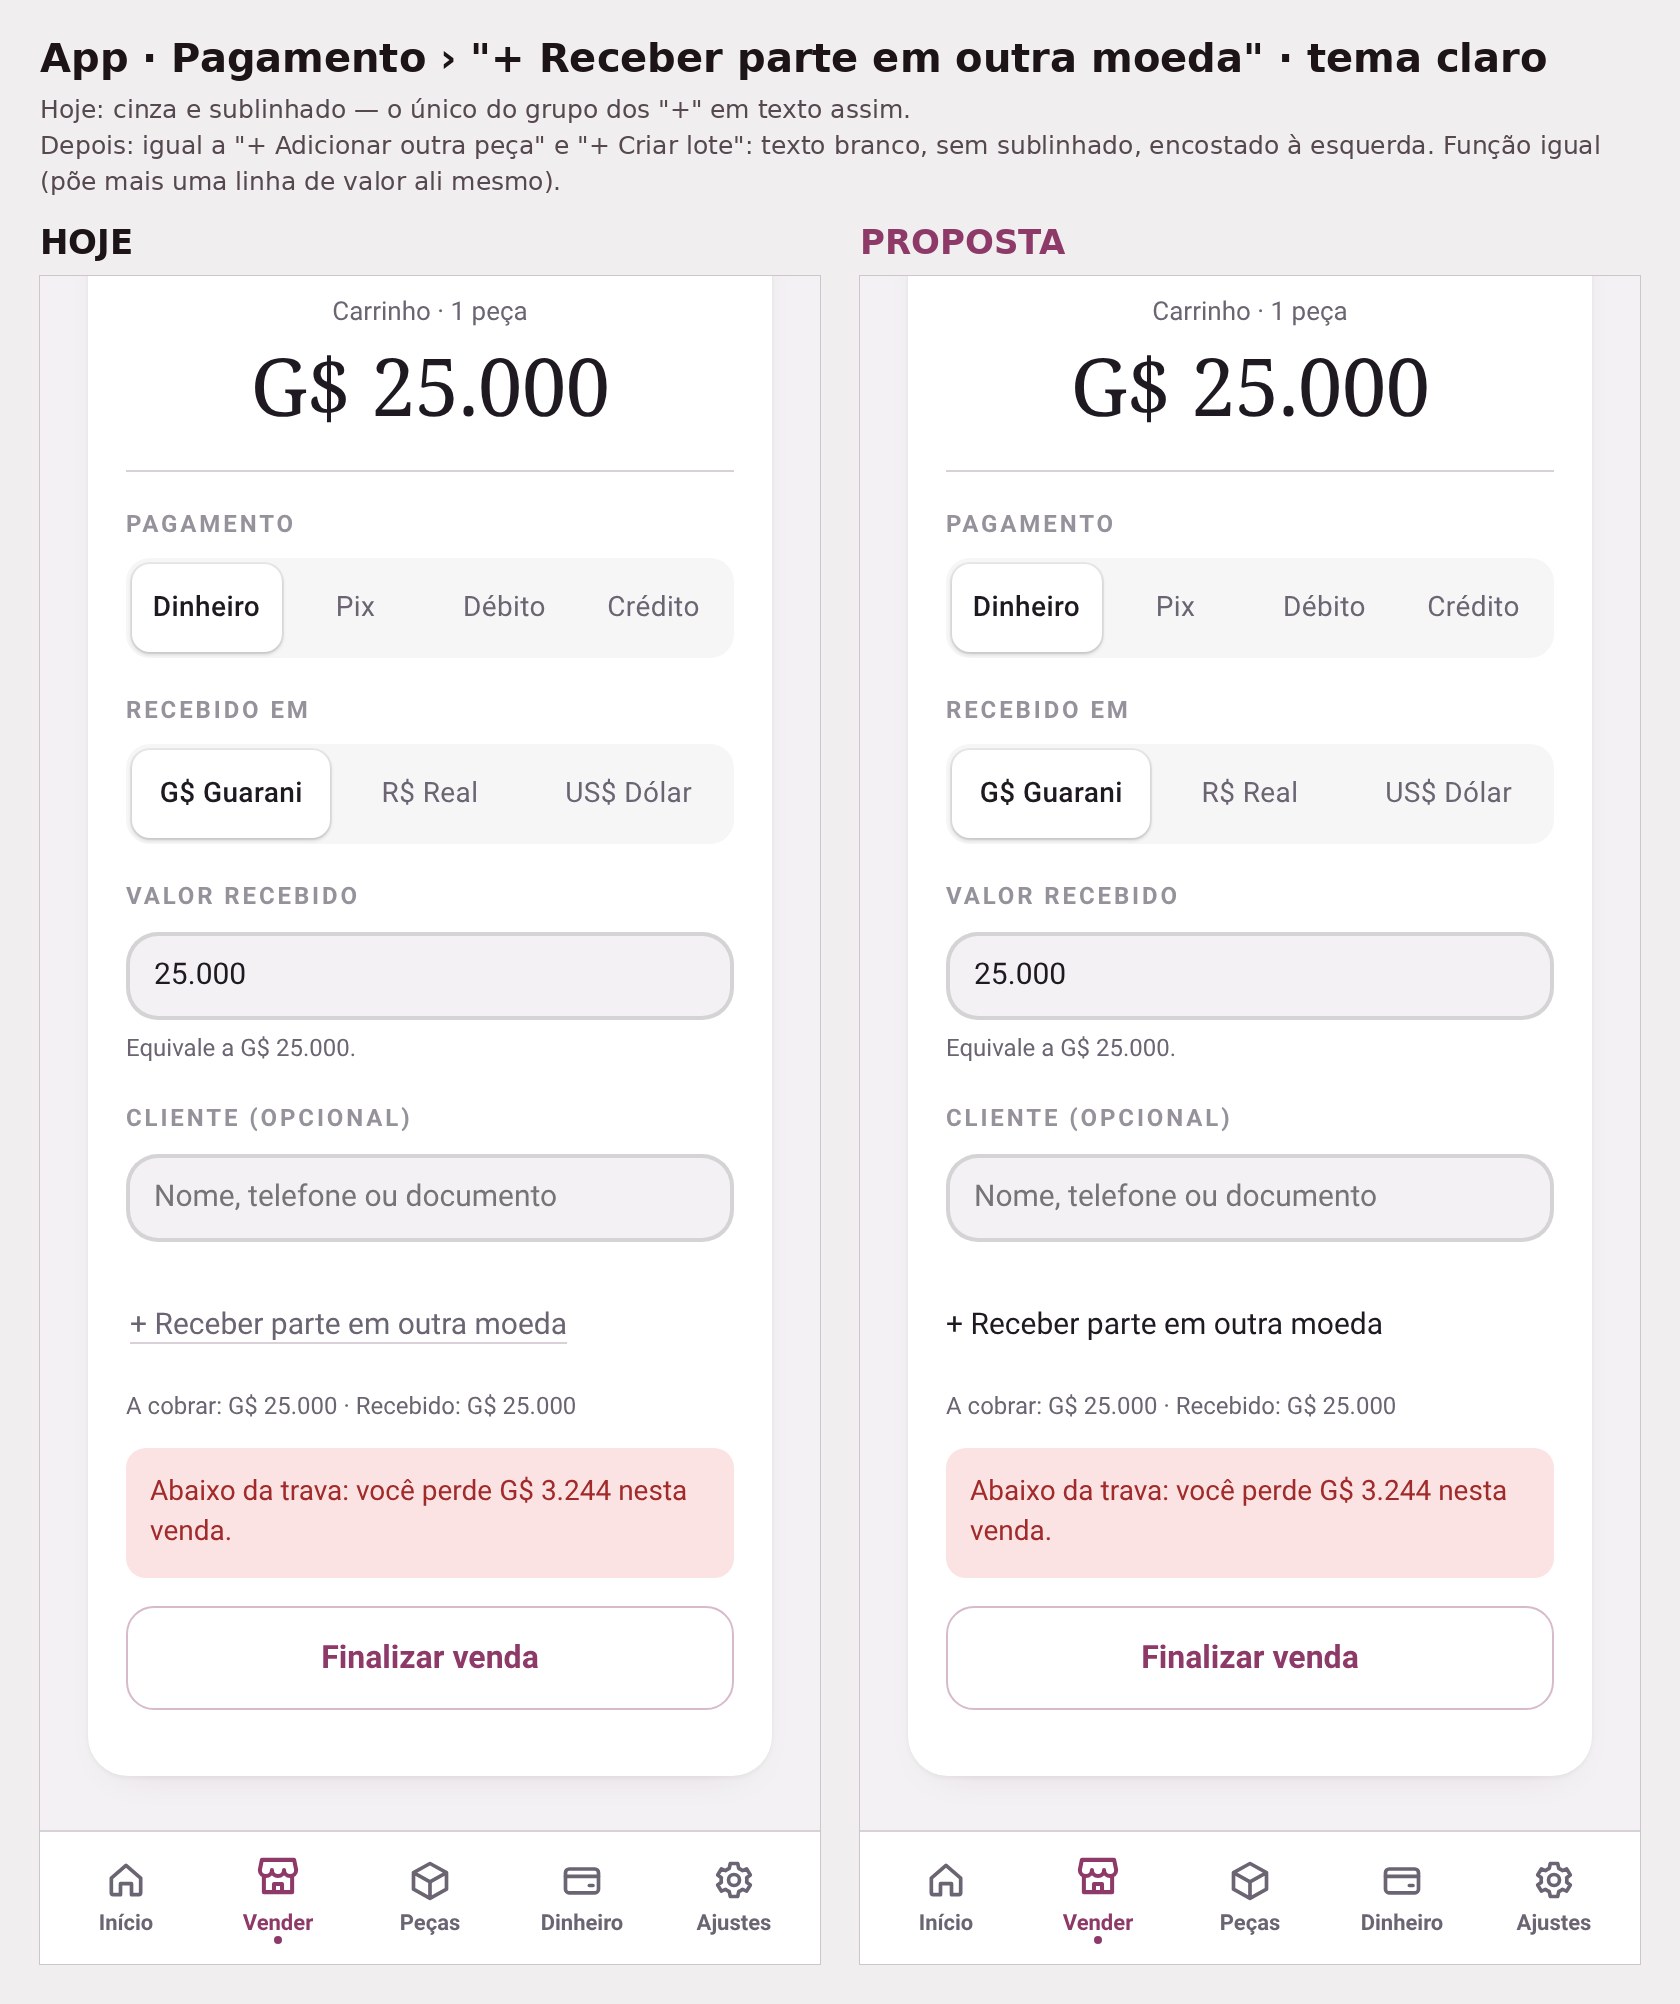 App · Pagamento › "+ Receber parte em outra moeda" · tema claro
Hoje: cinza e sublinhado — o único do grupo dos "+" em texto assim.
Depois: igual a "+ Adicionar outra peça" e "+ Criar lote": texto branco, sem sublinhado, encostado à esquerda. Função igual
(põe mais uma linha de valor ali mesmo).
HOJE
Carrinho · 1 peça
G$ 25.000
PAGAMENTO
Dinheiro Pix Débito Crédito
RECEBIDO EM
G$ Guarani R$ Real US$ Dólar
VALOR RECEBIDO
25.000
Equivale a G$ 25.000.
CLIENTE (OPCIONAL)
Nome, telefone ou documento
+ Receber parte em outra moeda
A cobrar: G$ 25.000 · Recebido: G$ 25.000
Abaixo da trava: você perde G$ 3.244 nesta
venda.
Finalizar venda
Início Vender Peças Dinheiro Ajustes
PROPOSTA
Carrinho · 1 peça
G$ 25.000
PAGAMENTO
Dinheiro Pix Débito Crédito
RECEBIDO EM
G$ Guarani R$ Real US$ Dólar
VALOR RECEBIDO
25.000
Equivale a G$ 25.000.
CLIENTE (OPCIONAL)
Nome, telefone ou documento
+ Receber parte em outra moeda
A cobrar: G$ 25.000 · Recebido: G$ 25.000
Abaixo da trava: você perde G$ 3.244 nesta
venda.
Finalizar venda
Início Vender Peças Dinheiro Ajustes